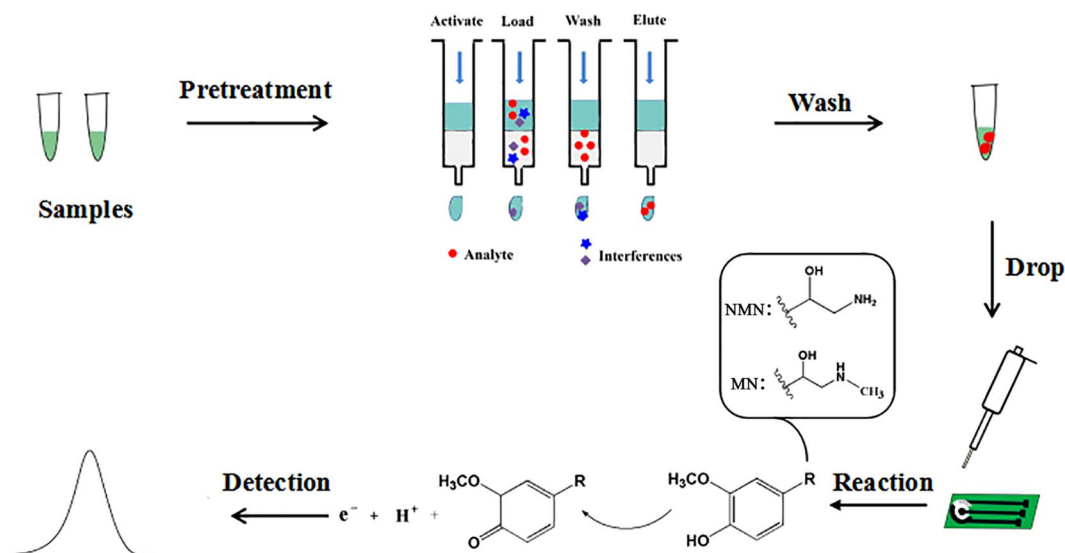 Activate Load Wash Elute
Pretreatment
Wash
Samples
Analyte
Interferences
Drop
OH
NMN:
NH₂
OH
H
N
MN:
CH₃
Detection
e⁻ + H⁺ +
H₃CO
R
O
H₃CO
R
HO
Reaction